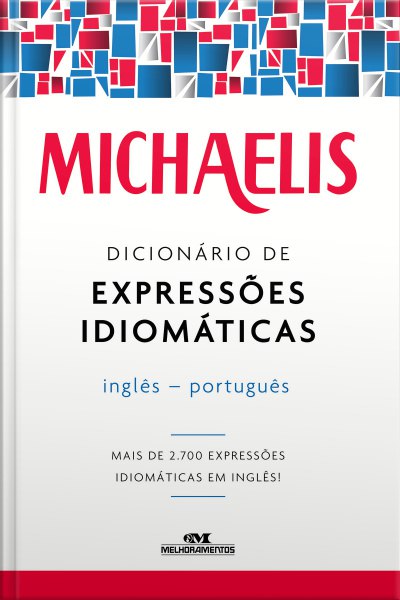 MICHAELIS
DICIONÁRIO DE
EXPRESSÕES
IDIOMÁTICAS
inglês – português
MAIS DE 2.700 EXPRESSÕES
IDIOMÁTICAS EM INGLÊS!
M
MELHORAMENTOS